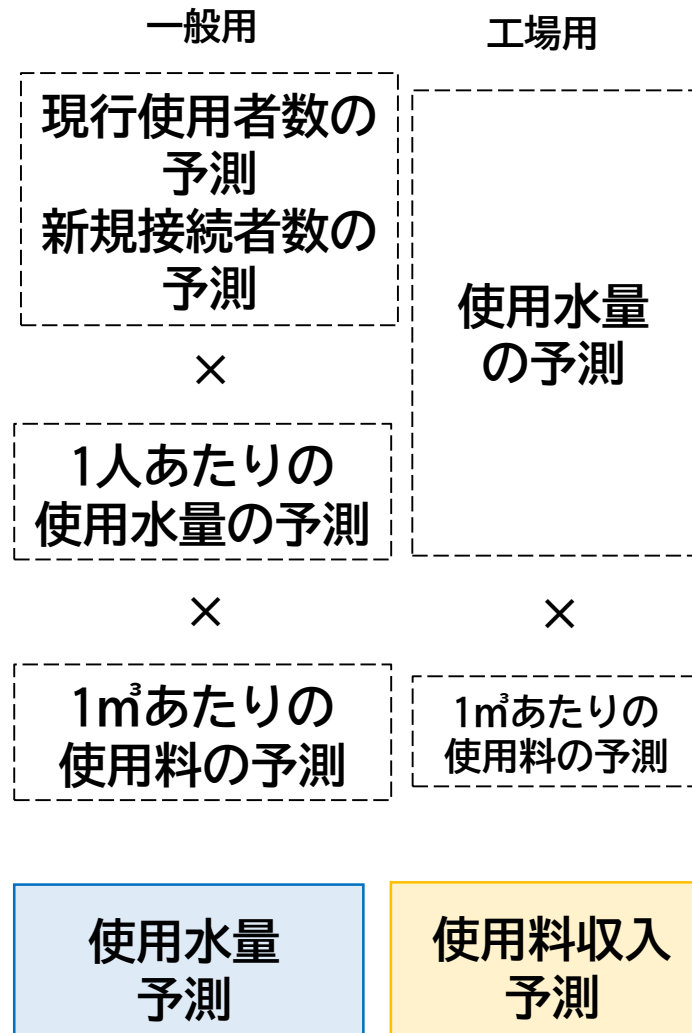 一般用
工場用
現行使用者数の
予測
新規接続者数の
予測
×
1人あたりの
使用水量の予測
×
1㎥あたりの
使用料の予測
使用水量
の予測
×
1㎥あたりの
使用料の予測
使用水量
予測
使用料収入
予測